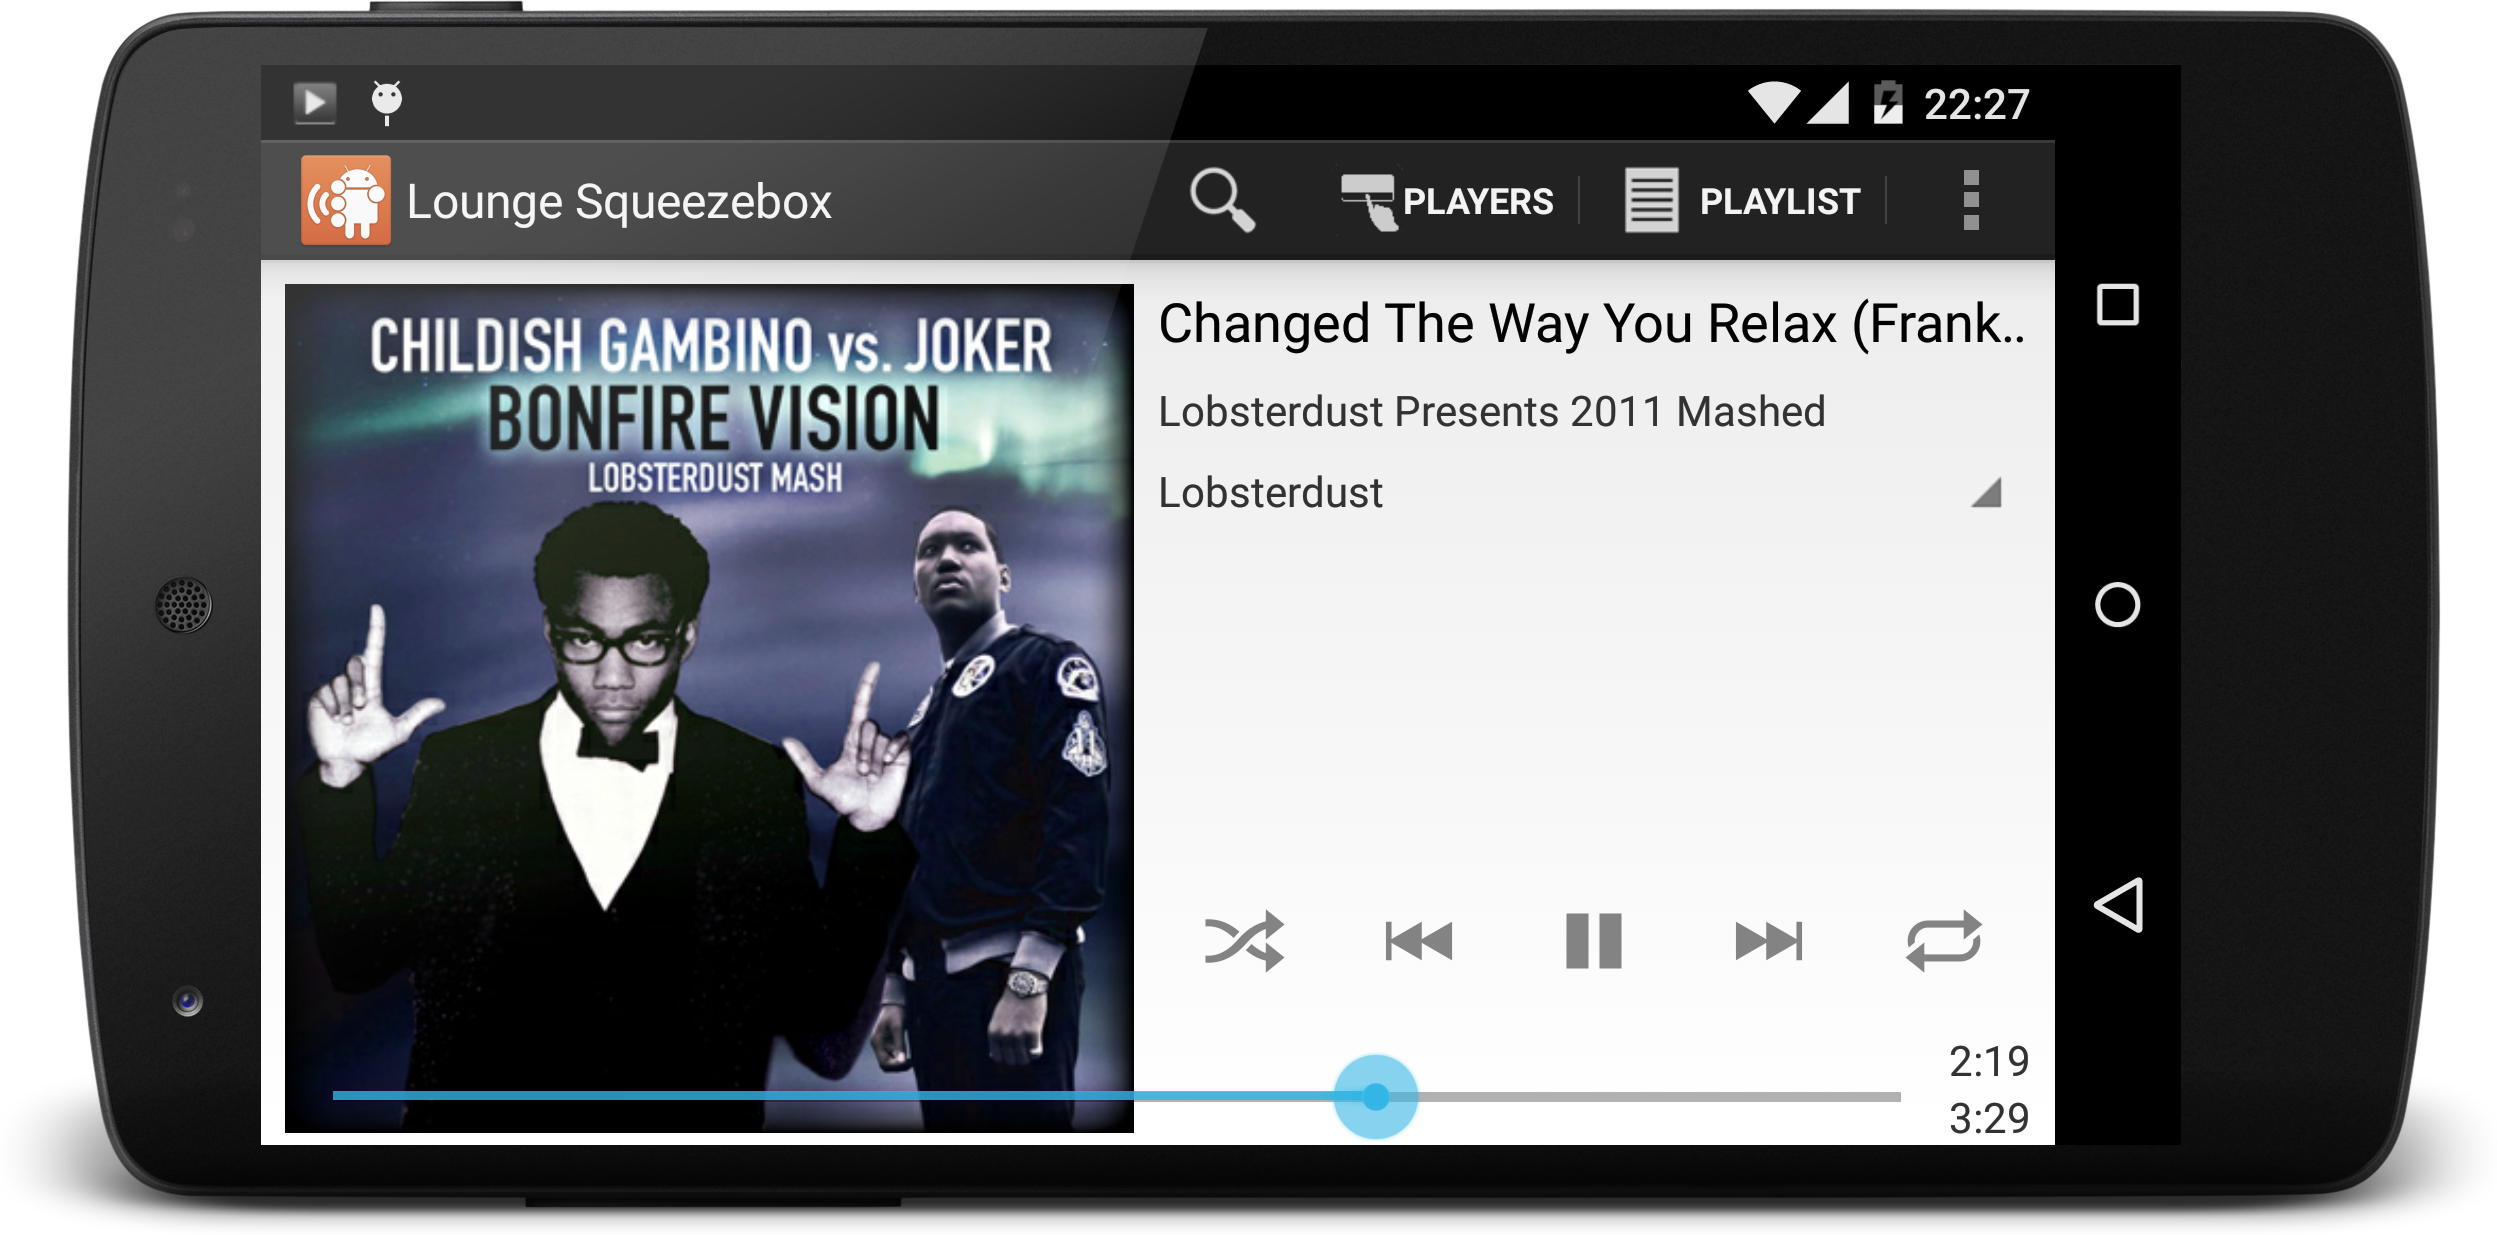 22:27
Lounge Squeezebox
PLAYERS
PLAYLIST
CHILDISH GAMBINO vs. JOKER
BONFIRE VISION
LOBSTERDUST MASH
Changed The Way You Relax (Frank..
Lobsterdust Presents 2011 Mashed
Lobsterdust
2:19
3:29